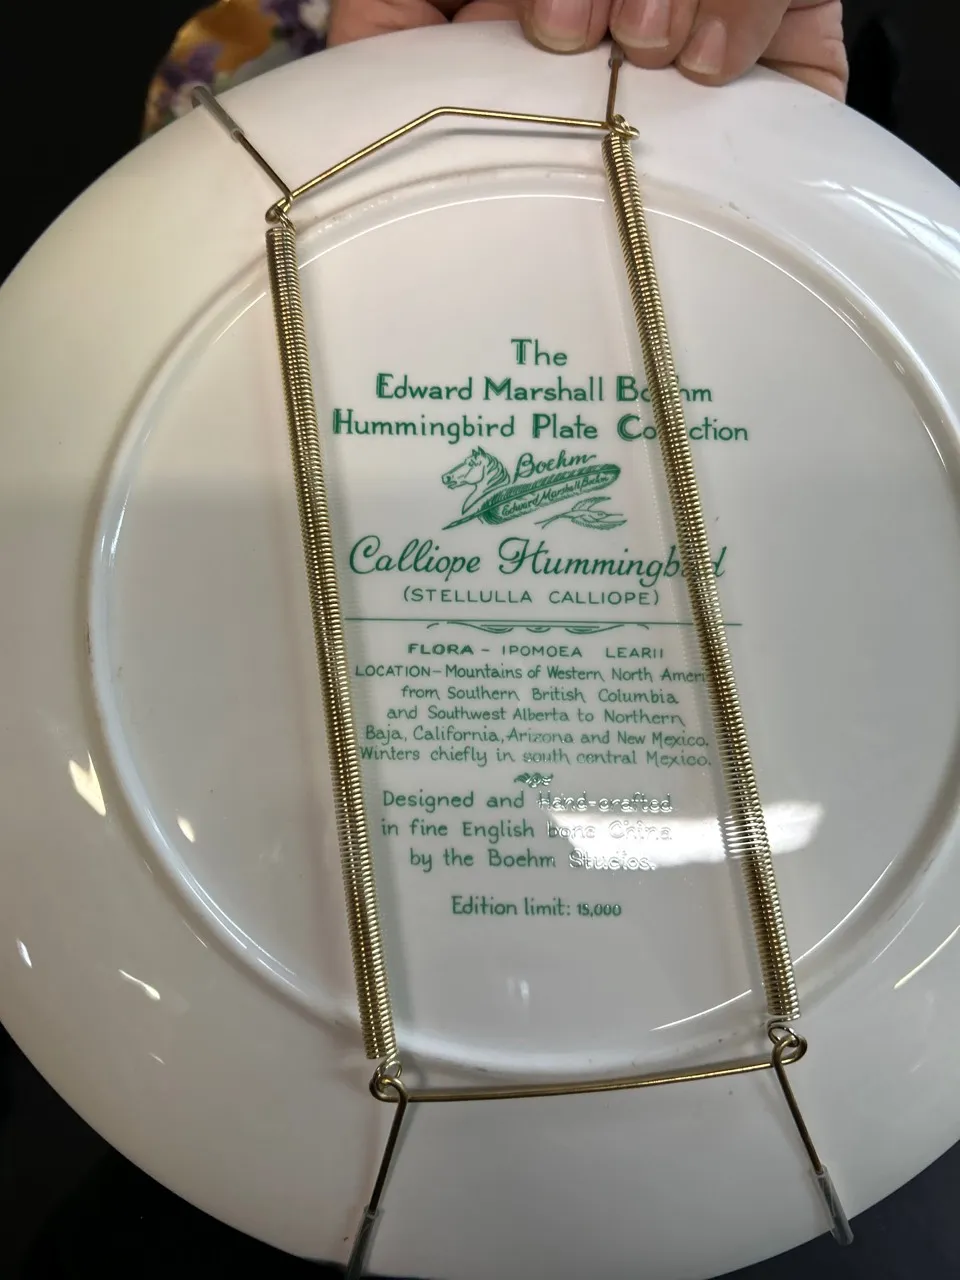 The
Edward Marshall Boehm
Hummingbird Plate Collection
Boehm
Edward Marshall Boehm
Calliope Hummingbird
(STELLULLA CALLIOPE)
FLORA – IPOMOEA LEARII
LOCATION – Mountains of Western North Ameri
from Southern British Columbia
and Southwest Alberta to Northern
Baja, California, Arizona and New Mexico.
Winters chiefly in south central Mexico.
Designed and Hand-crafted
in fine English bone China
by the Boehm Studios.
Edition limit: 15,000